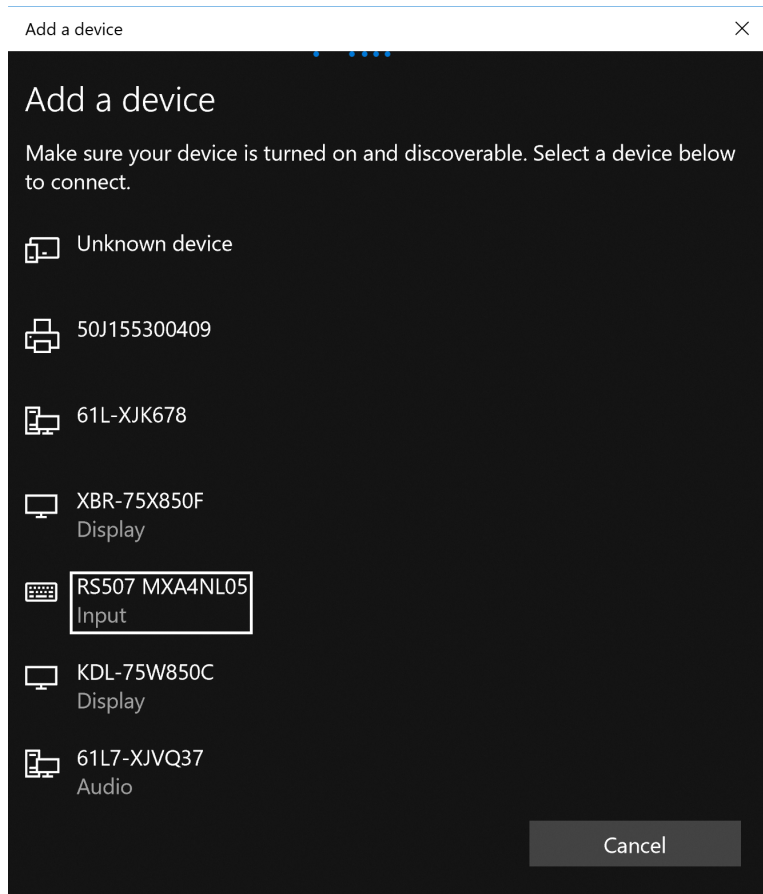 Add a device
Add a device
Make sure your device is turned on and discoverable. Select a device below
to connect.
Unknown device
50J155300409
61L-XJK678
XBR-75X850F
Display
RS507 MXA4NL05
Input
KDL-75W850C
Display
61L7-XJVQ37
Audio
Cancel